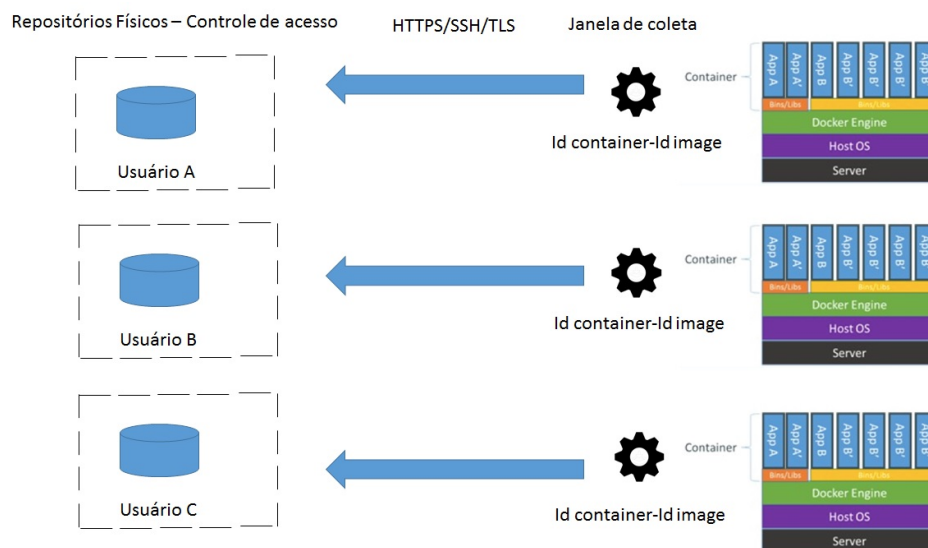 Repositórios Físicos – Controle de acesso
HTTPS/SSH/TLS
Janela de coleta
Container
App A
App A'
App B
App B'
App B'
App B'
App B
Bins/Libs
Bins/Libs
Docker Engine
Host OS
Server
Id container-Id image
Usuário A
Container
App A
App A'
App B
App B'
App B'
App B'
App B
Bins/Libs
Bins/Libs
Docker Engine
Host OS
Server
Id container-Id image
Usuário B
Container
App A
App A'
App B
App B'
App B'
App B'
App B
Bins/Libs
Bins/Libs
Docker Engine
Host OS
Server
Id container-Id image
Usuário C